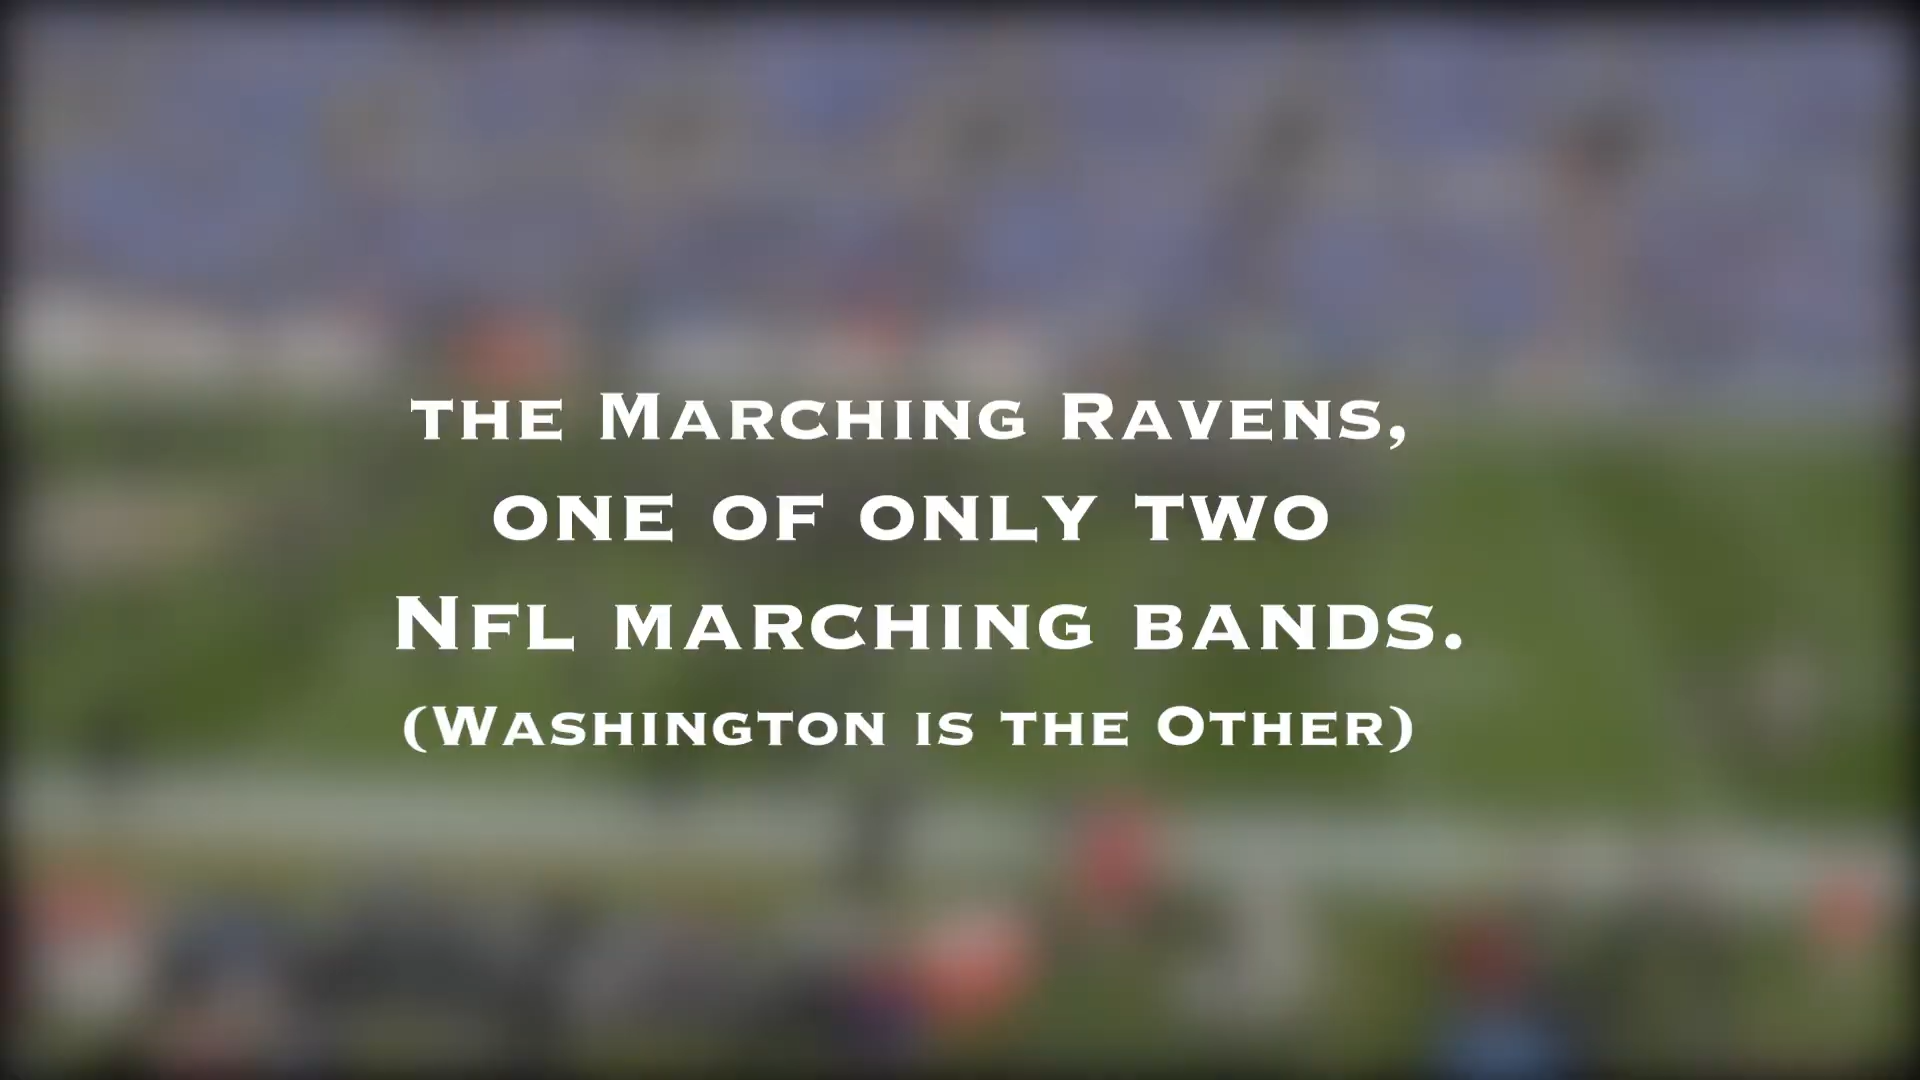 the Marching Ravens,
one of only two
Nfl marching bands.
(Washington is the Other)